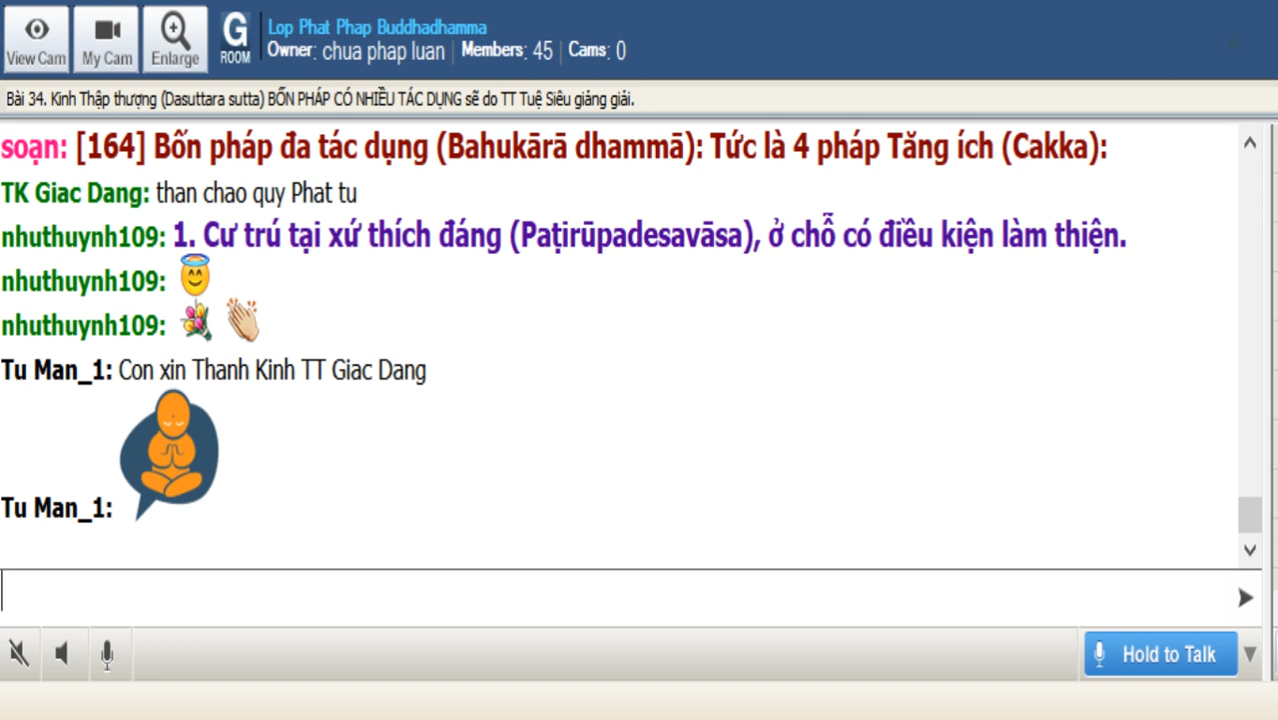 View Cam
My Cam
Enlarge
G
ROOM
Lop Phat Phap Buddhadhamma
Owner: chua phap luan | Members: 45 | Cams: 0
Bài 34. Kinh Thập thượng (Dasuttara sutta) BỐN PHÁP CÓ NHIỀU TÁC DỤNG sẽ do TT Tuệ Siêu giảng giải.
soạn: [164] Bốn pháp đa tác dụng (Bahukārā dhammā): Tức là 4 pháp Tăng ích (Cakka):
TK Giac Dang: than chao quy Phat tu
nhuthuynh109: 1. Cư trú tại xứ thích đáng (Paṭirūpadesavāsa), ở chỗ có điều kiện làm thiện.
nhuthuynh109:
nhuthuynh109:
Tu Man_1: Con xin Thanh Kinh TT Giac Dang
Tu Man_1:
Hold to Talk